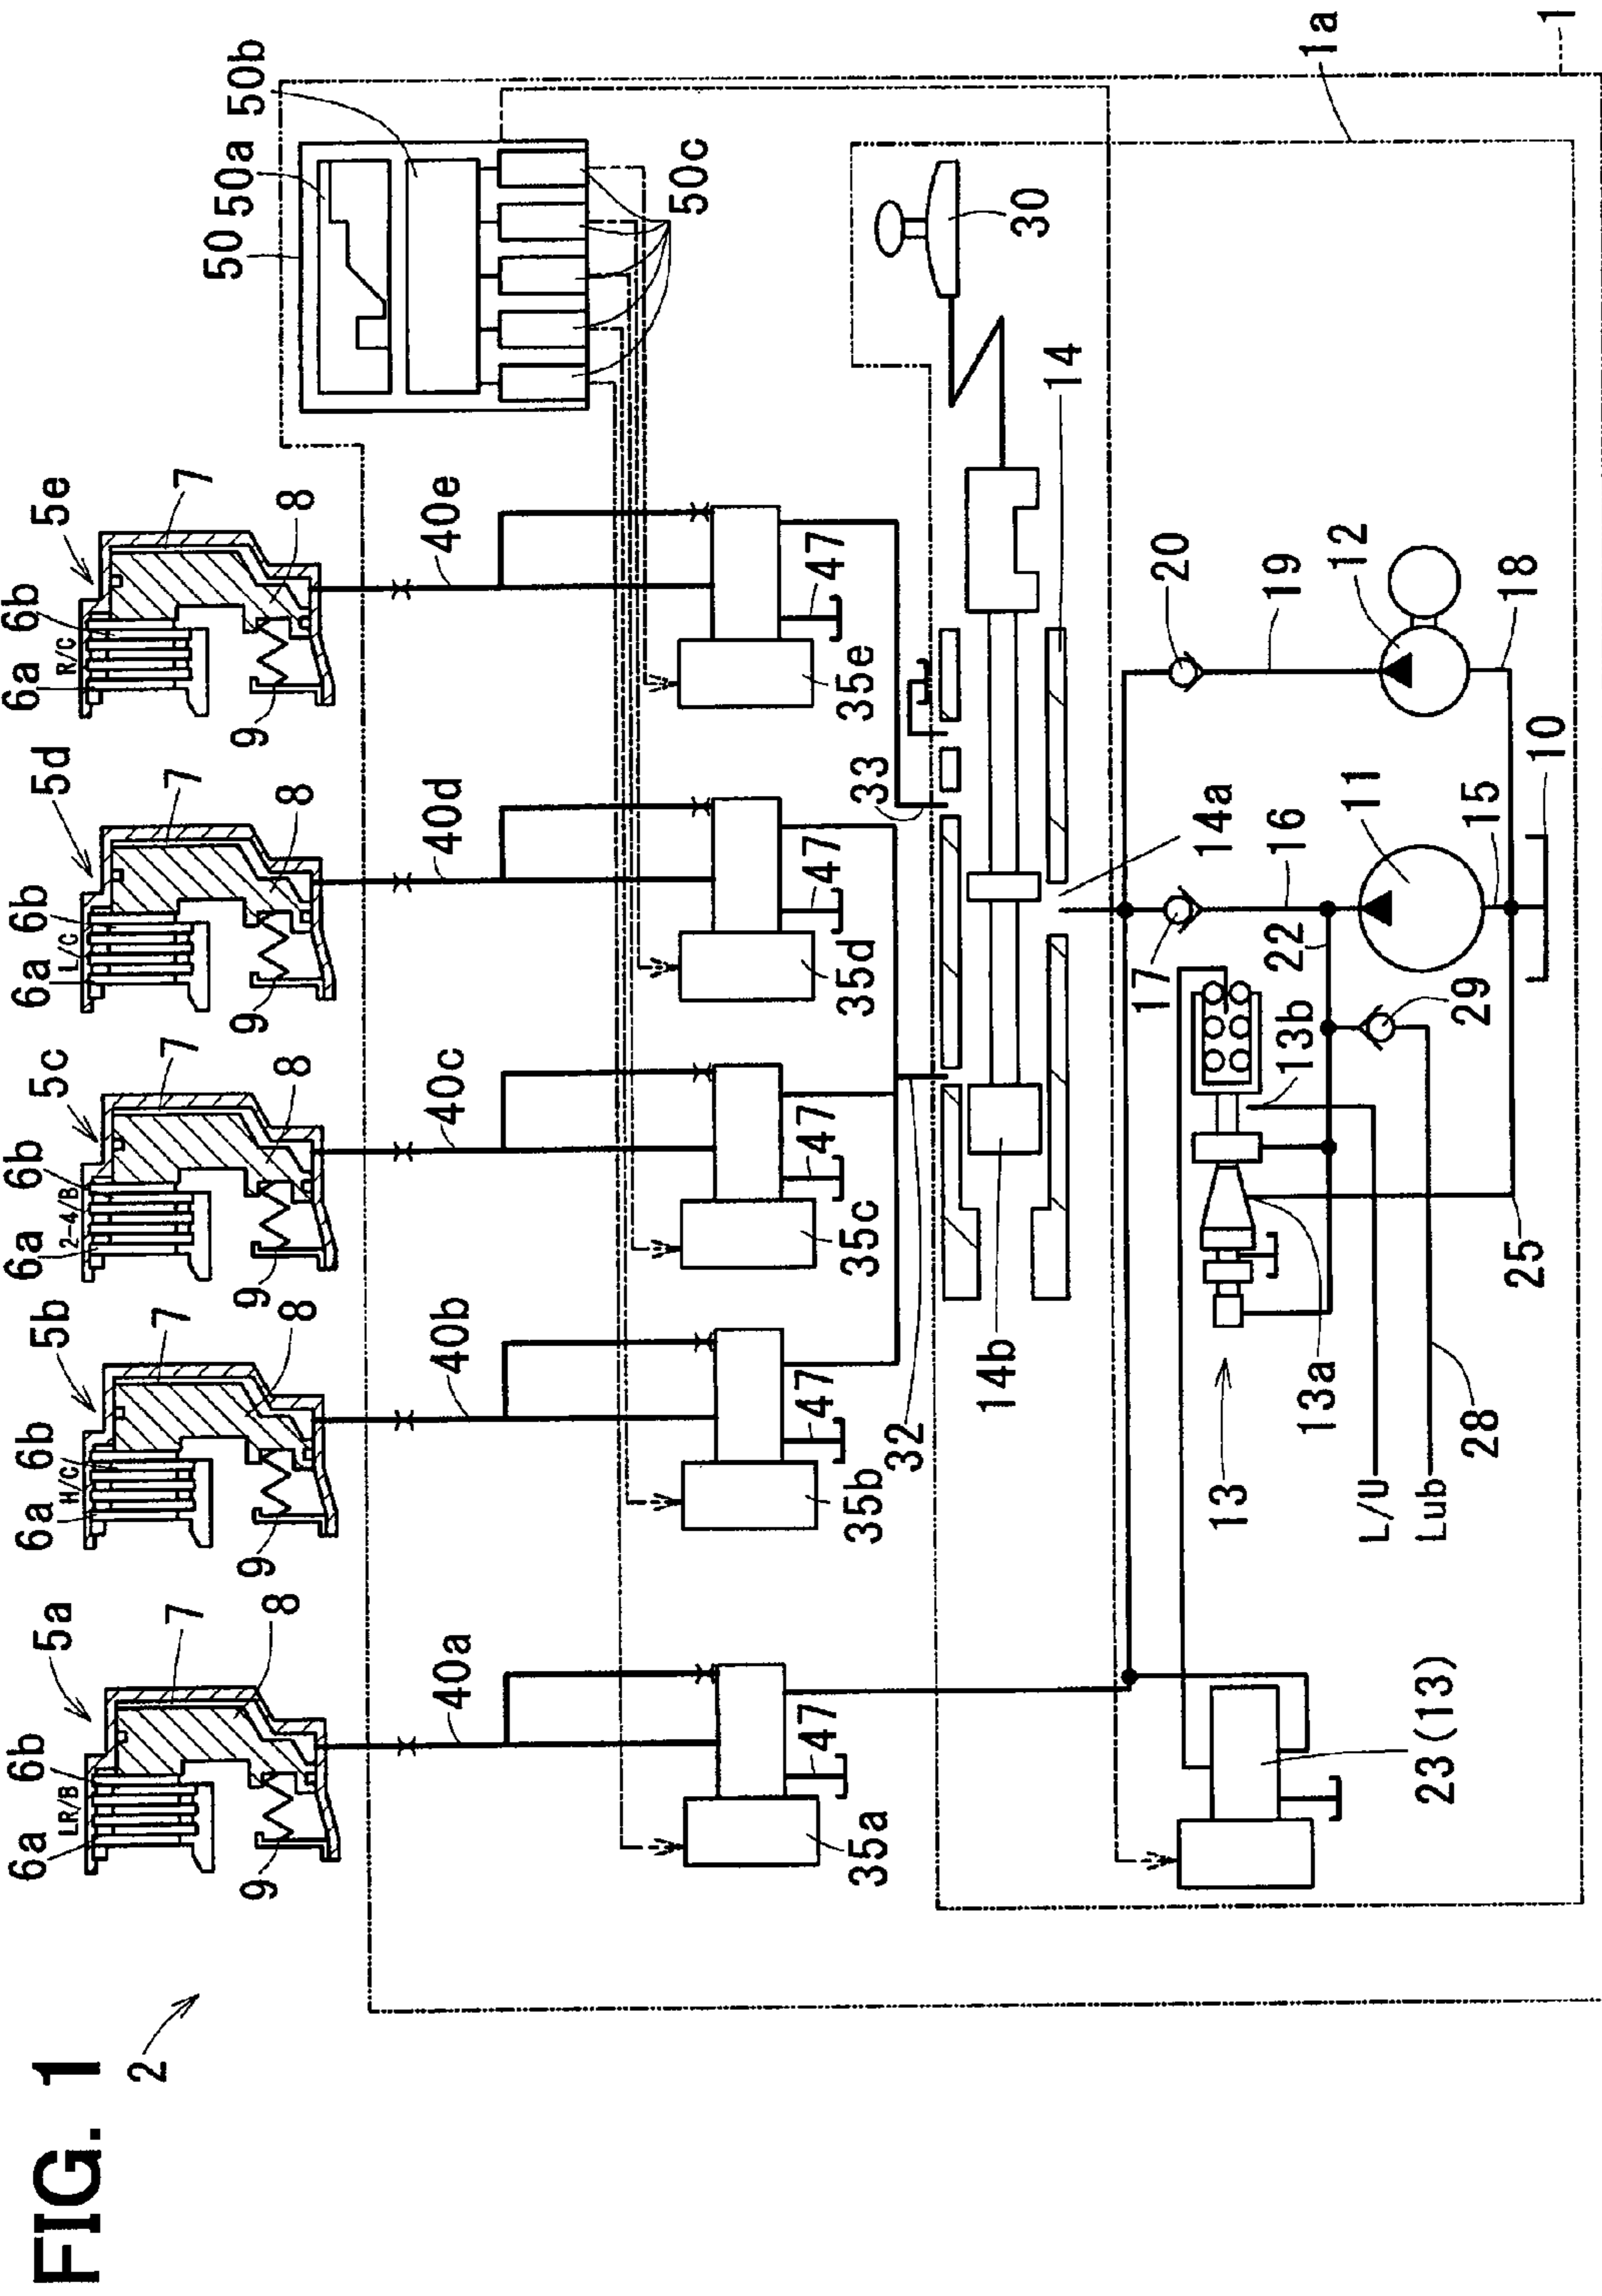 FIG. 1
2
5a
5b
5c
5d
5e
6a
6b
6a
6b
6a
6b
6a
6b
6a
6b
LR/B
H/C
2-4/B
L/C
R/C
7
7
7
7
7
8
8
8
8
8
9
9
9
9
9
50
50a
50b
50c
40a
40b
40c
40d
40e
47
47
47
47
47
35a
35b
35c
35d
35e
32
33
30
14
14a
14b
1
1a
17
16
20
19
12
18
11
15
10
22
29
13b
13a
13
25
28
L/U
Lub
23(13)